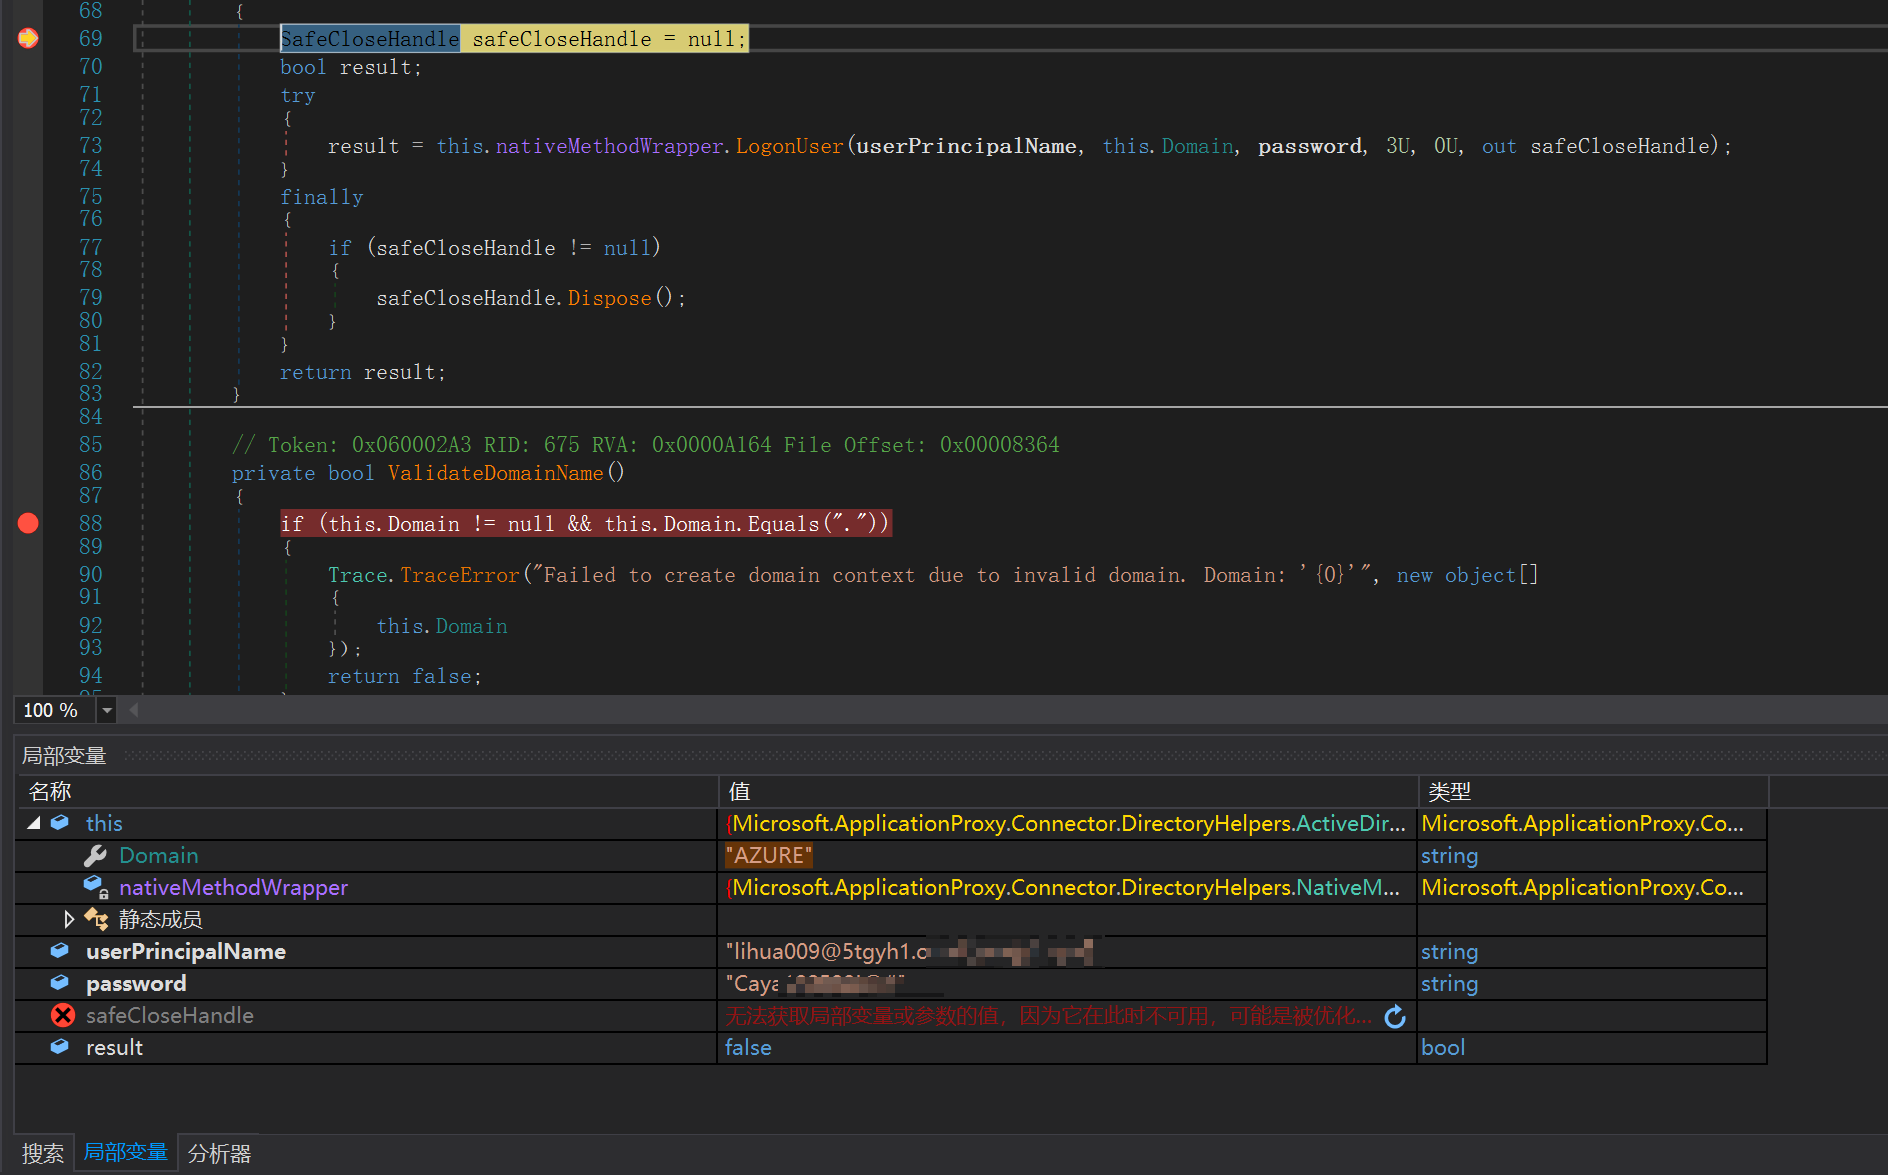 68 {
69 SafeCloseHandle safeCloseHandle = null;
70 bool result;
71 try
72 {
73 result = this.nativeMethodWrapper.LogonUser(userPrincipalName, this.Domain, password, 3U, 0U, out safeCloseHandle);
74 }
75 finally
76 {
77 if (safeCloseHandle != null)
78 {
79 safeCloseHandle.Dispose();
80 }
81 }
82 return result;
83 }
84
85 // Token: 0x060002A3 RID: 675 RVA: 0x0000A164 File Offset: 0x00008364
86 private bool ValidateDomainName()
87 {
88 if (this.Domain != null && this.Domain.Equals("."))
89 {
90 Trace.TraceError("Failed to create domain context due to invalid domain. Domain: '{0}'", new object[]
91 {
92 this.Domain
93 });
94 return false;
95 }
100 %
局部变量
名称 值 类型
this {Microsoft.ApplicationProxy.Connector.DirectoryHelpers.ActiveDir... Microsoft.ApplicationProxy.Co...
Domain "AZURE" string
nativeMethodWrapper {Microsoft.ApplicationProxy.Connector.DirectoryHelpers.NativeM... Microsoft.ApplicationProxy.Co...
静态成员
userPrincipalName "lihua009@5tgyh1.o string
password "Caya string
safeCloseHandle 无法获取局部变量或参数的值，因为它在此时不可用，可能是被优化...
result false bool
搜索 局部变量 分析器